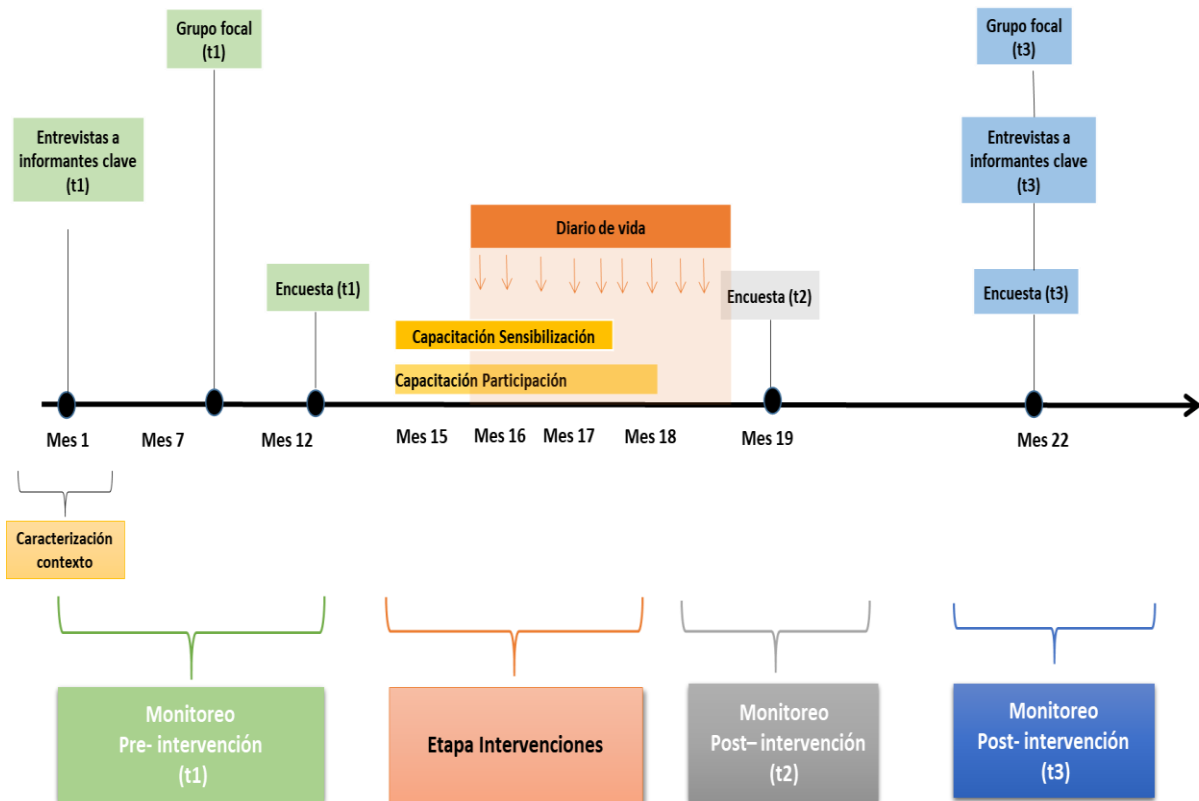 Grupo focal
(t1)
Grupo focal
(t3)
Entrevistas a
informantes clave
(t1)
Entrevistas a
informantes clave
(t3)
Diario de vida
Encuesta (t1)
Encuesta (t2)
Encuesta (t3)
Capacitación Sensibilización
Capacitación Participación
Mes 1
Mes 7
Mes 12
Mes 15
Mes 16
Mes 17
Mes 18
Mes 19
Mes 22
Caracterización
contexto
Monitoreo
Pre- intervención
(t1)
Etapa Intervenciones
Monitoreo
Post– intervención
(t2)
Monitoreo
Post- intervención
(t3)